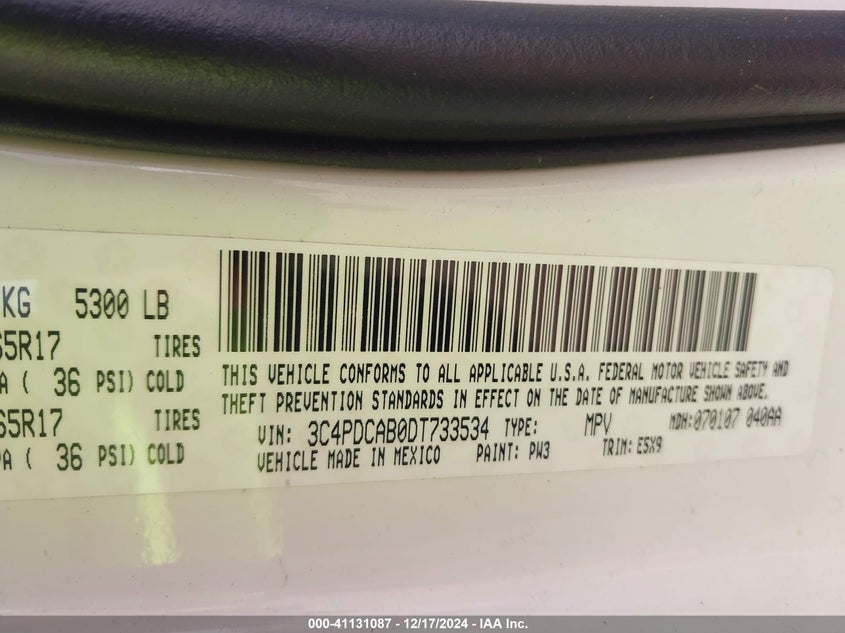 KG 5300 LB
65R17 TIRES
PA ( 36 PSI) COLD
65R17 TIRES
PA ( 36 PSI) COLD
THIS VEHICLE CONFORMS TO ALL APPLICABLE U.S.A. FEDERAL MOTOR VEHICLE SAFETY AND
THEFT PREVENTION STANDARDS IN EFFECT ON THE DATE OF MANUFACTURE SHOWN ABOVE.
VIN: 3C4PDCAB0DT733534 TYPE: MPV MDH:070107 040AA
VEHICLE MADE IN MEXICO PAINT: PW3 TRIM: E5X9
000-41131087 - 12/17/2024 - IAA Inc.